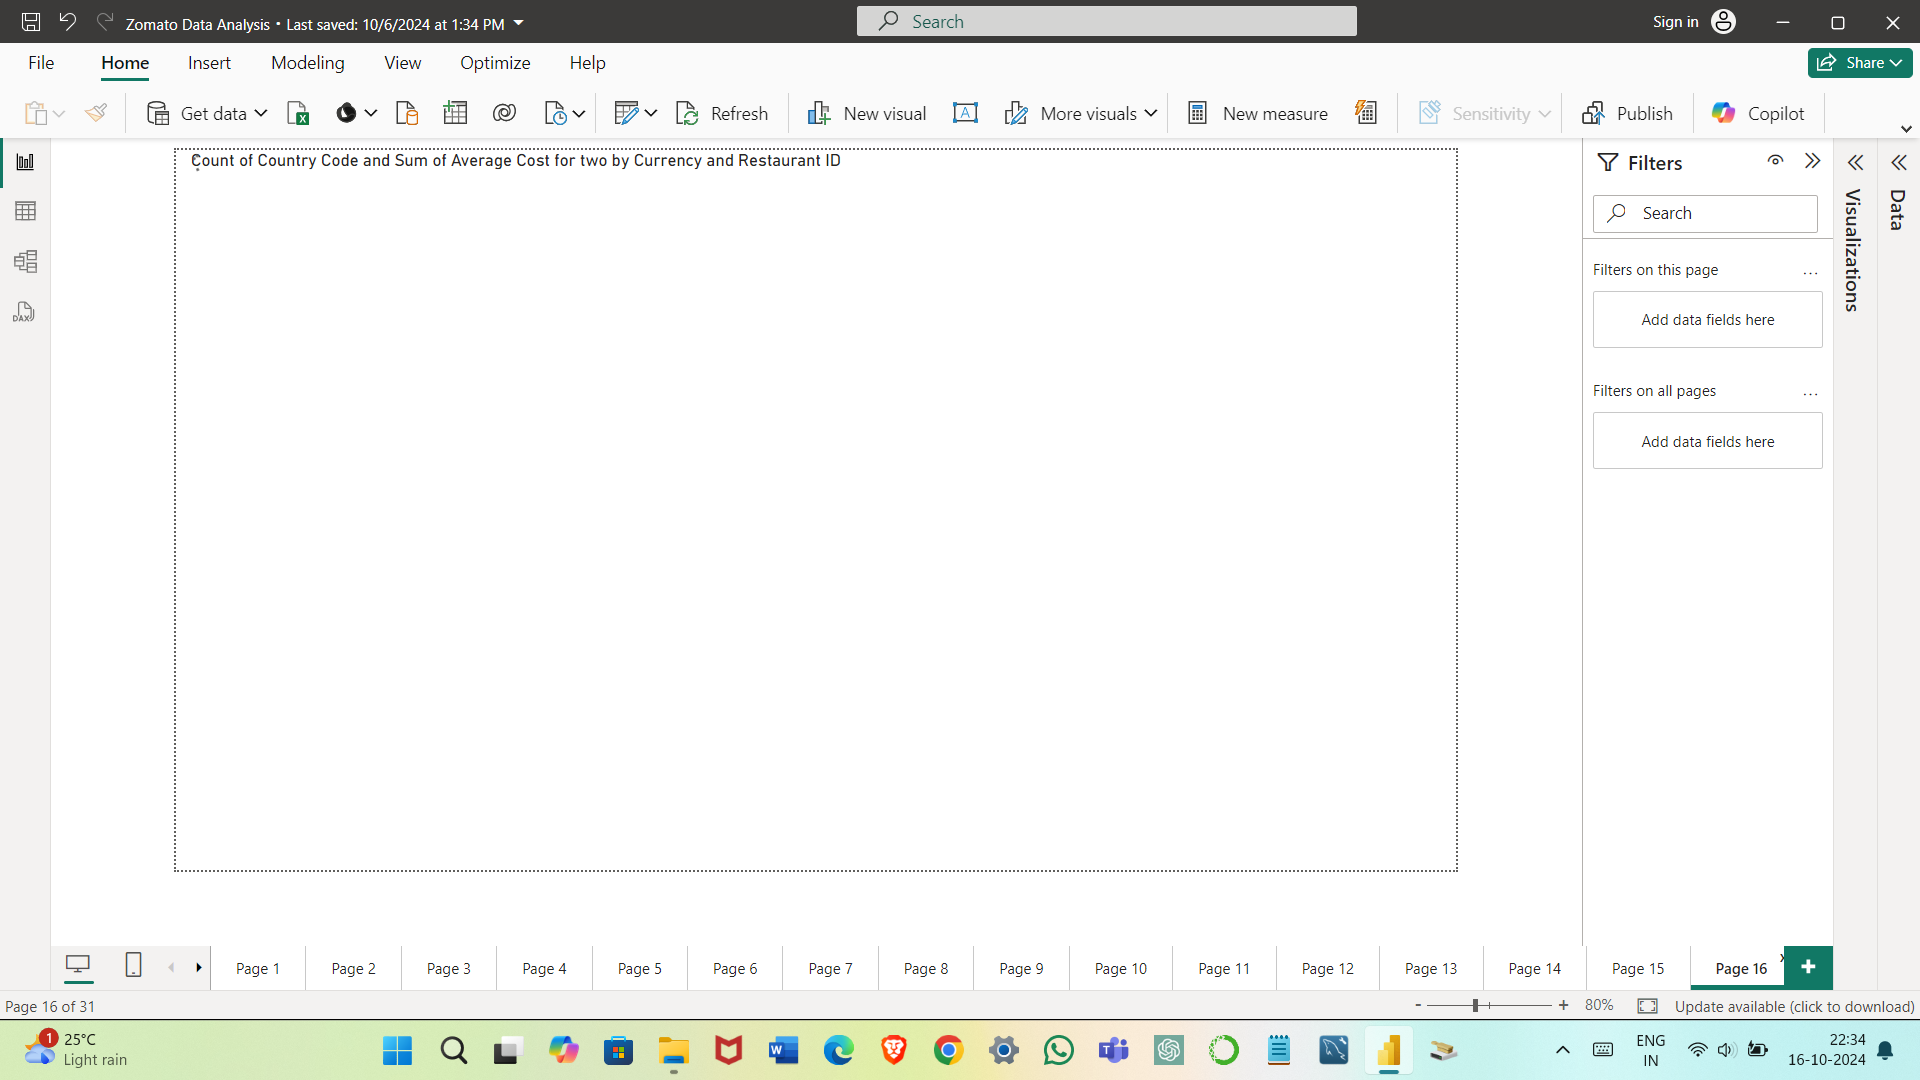 Zomato Data Analysis • Last saved: 10/6/2024 at 1:34 PM
Search
Sign in
File
Home
Insert
Modeling
View
Optimize
Help
Share
Get data
Refresh
New visual
More visuals
New measure
Sensitivity
Publish
Copilot
DAX
Count of Country Code and Sum of Average Cost for two by Currency and Restaurant ID
Filters
Search
Filters on this page
...
Add data fields here
Filters on all pages
...
Add data fields here
Visualizations
Data
Page 1
Page 2
Page 3
Page 4
Page 5
Page 6
Page 7
Page 8
Page 9
Page 10
Page 11
Page 12
Page 13
Page 14
Page 15
Page 16
+
Page 16 of 31
- + 80%
Update available (click to download)
1
25°C
Light rain
ENG
IN
22:34
16-10-2024